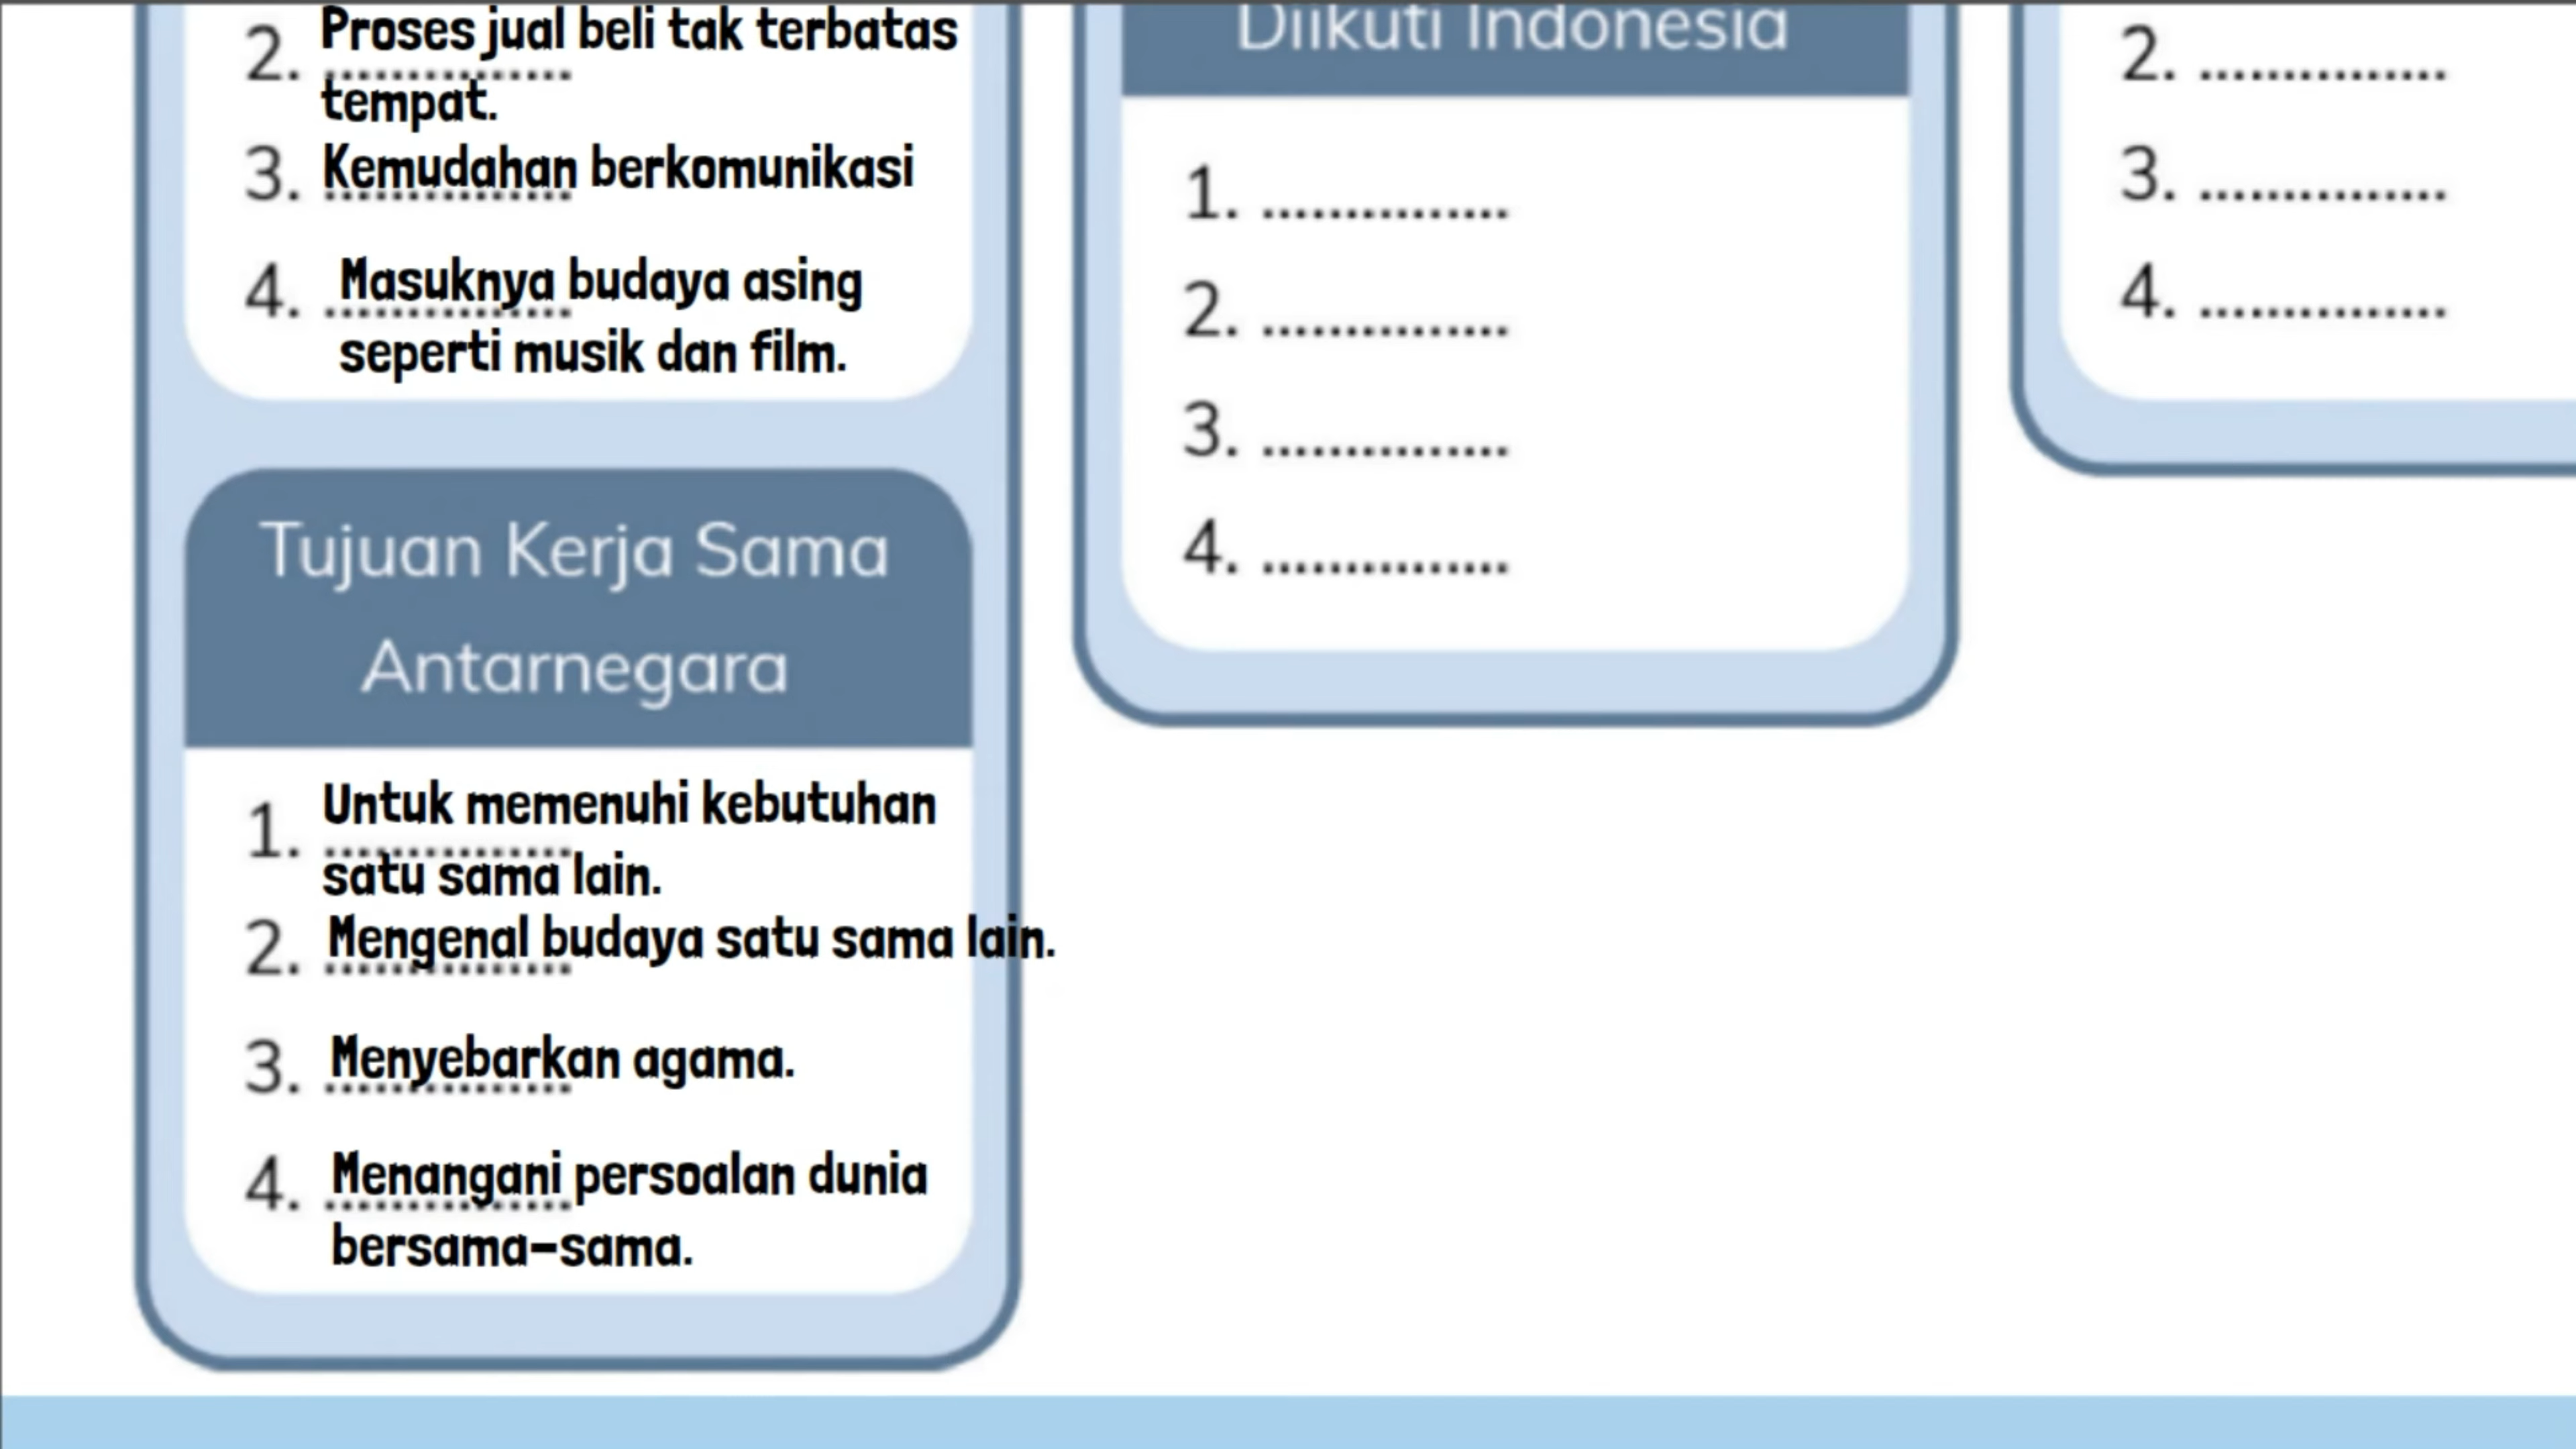 2. Proses jual beli tak terbatas
...............
tempat.
3. Kemudahan berkomunikasi
...............
4. Masuknya budaya asing
...............
seperti musik dan film.
Tujuan Kerja Sama
Antarnegara
1. Untuk memenuhi kebutuhan
...............
satu sama lain.
2. Mengenal budaya satu sama lain.
...............
3. Menyebarkan agama.
...............
4. Menangani persoalan dunia
...............
bersama-sama.
Diikuti Indonesia
1. ...............
2. ...............
3. ...............
4. ...............
2. ...............
3. ...............
4. ...............